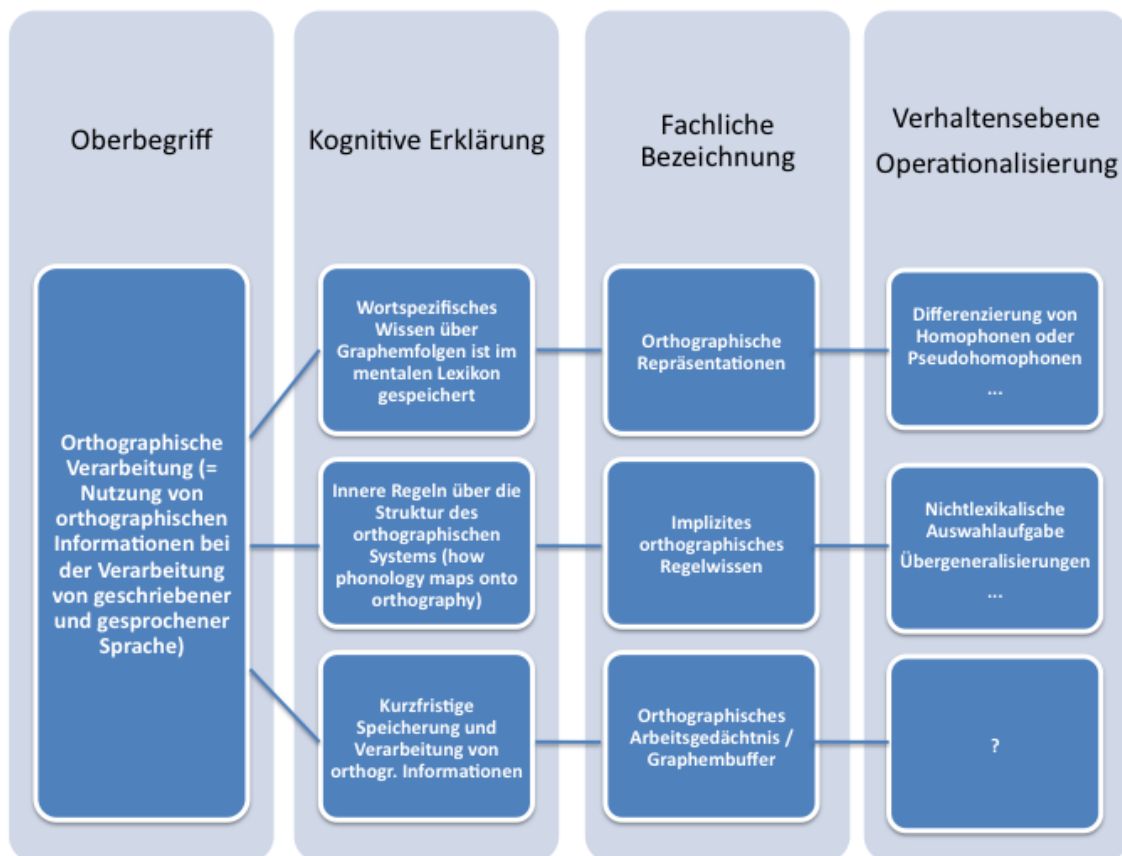 Oberbegriff
Kognitive Erklärung
Fachliche
Bezeichnung
Verhaltensebene
Operationalisierung
Orthographische
Verarbeitung (=
Nutzung von
orthographischen
Informationen bei
der Verarbeitung
von geschriebener
und gesprochener
Sprache)
Wortspezifisches
Wissen über
Graphemfolgen ist im
mentalen Lexikon
gespeichert
Orthographische
Repräsentationen
Differenzierung von
Homophonen oder
Pseudohomophonen
...
Innere Regeln über die
Struktur des
orthographischen
Systems (how
phonology maps onto
orthography)
Implizites
orthographisches
Regelwissen
Nichtlexikalische
Auswahlaufgabe
Übergeneralisierungen
...
Kurzfristige
Speicherung und
Verarbeitung von
orthogr. Informationen
Orthographisches
Arbeitsgedächtnis /
Graphembuffer
?